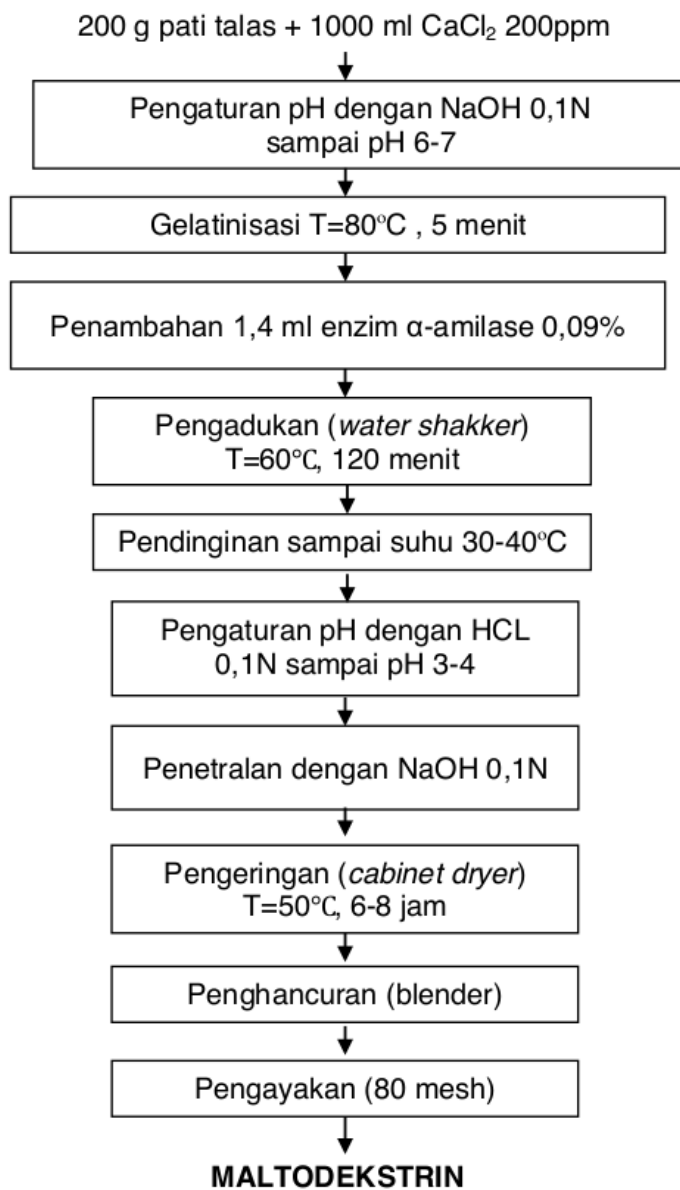 200 g pati talas + 1000 ml CaCl₂ 200ppm
Pengaturan pH dengan NaOH 0,1N
sampai pH 6-7
Gelatinisasi T=80°C , 5 menit
Penambahan 1,4 ml enzim α-amilase 0,09%
Pengadukan (water shakker)
T=60℃, 120 menit
Pendinginan sampai suhu 30-40°C
Pengaturan pH dengan HCL
0,1N sampai pH 3-4
Penetralan dengan NaOH 0,1N
Pengeringan (cabinet dryer)
T=50℃, 6-8 jam
Penghancuran (blender)
Pengayakan (80 mesh)
MALTODEKSTRIN